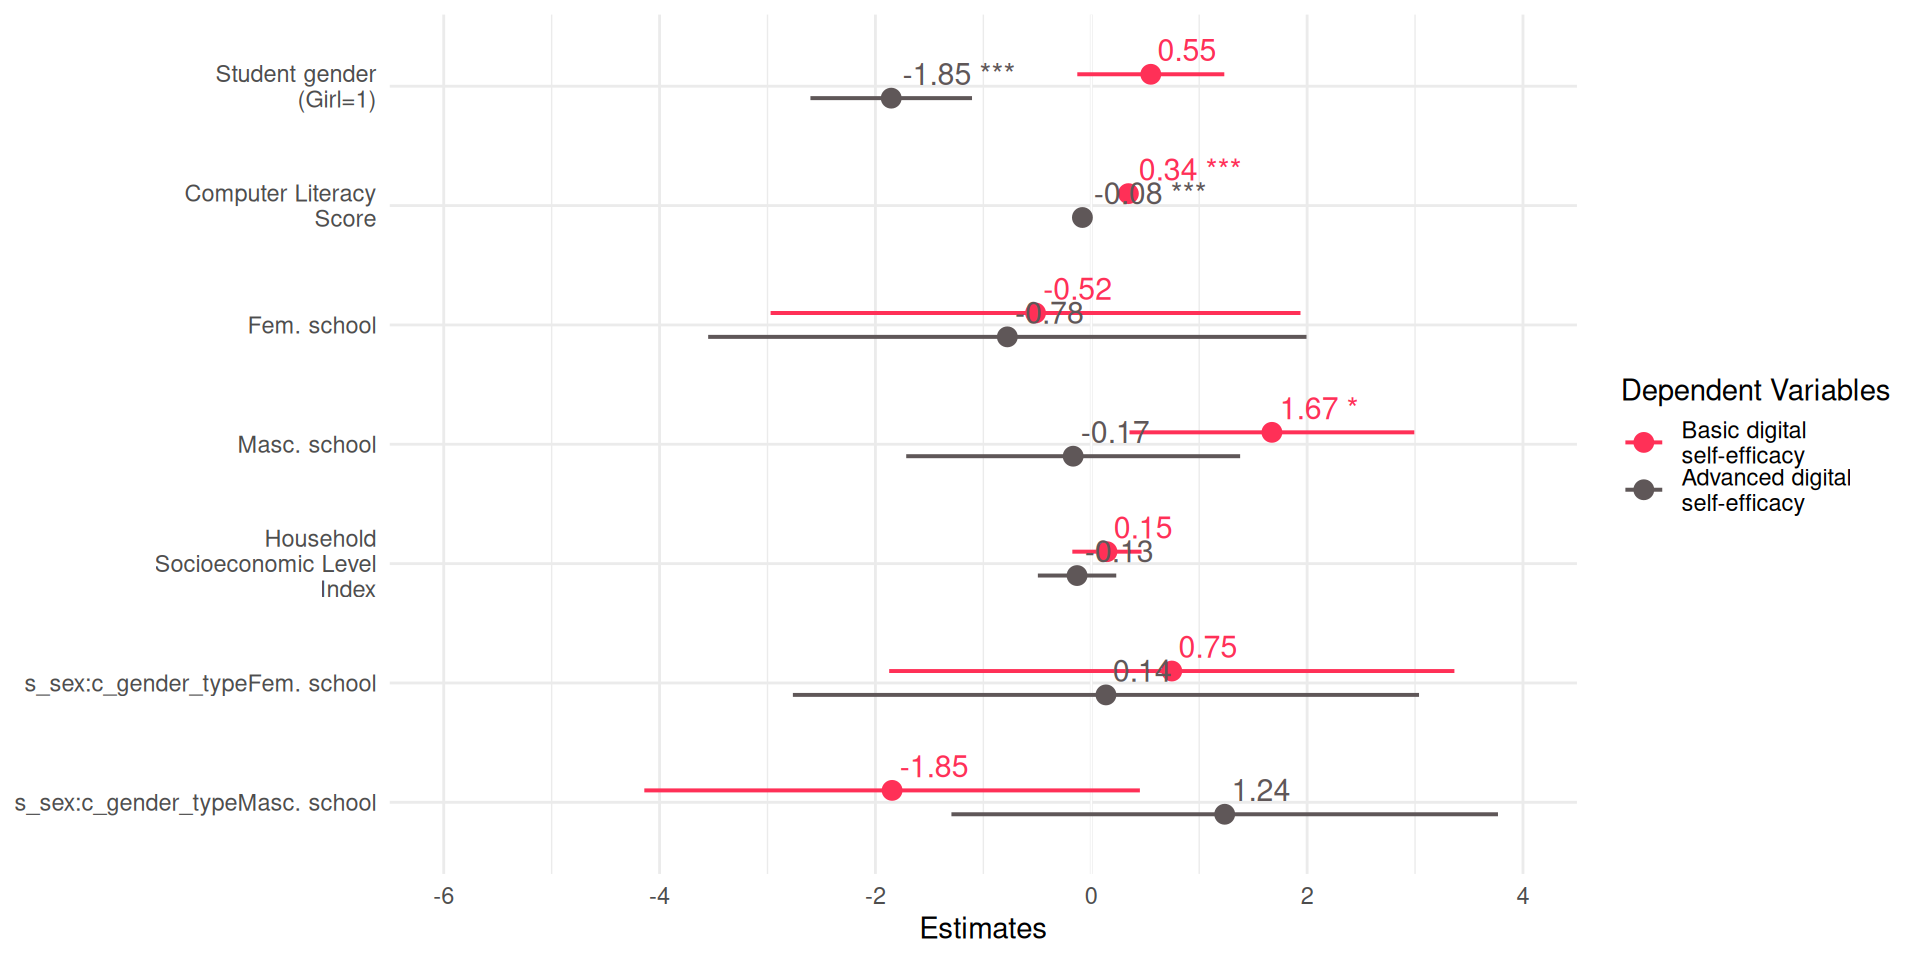 Student gender
(Girl=1)
0.55
-1.85 ***
Computer Literacy
Score
0.34 ***
-0.08 ***
Fem. school
-0.52
-0.78
Masc. school
1.67 *
-0.17
Household
Socioeconomic Level
Index
0.15
-0.13
s_sex:c_gender_typeFem. school
0.75
0.14
s_sex:c_gender_typeMasc. school
-1.85
1.24
-6 -4 -2 0 2 4
Estimates
Dependent Variables
Basic digital
self-efficacy
Advanced digital
self-efficacy